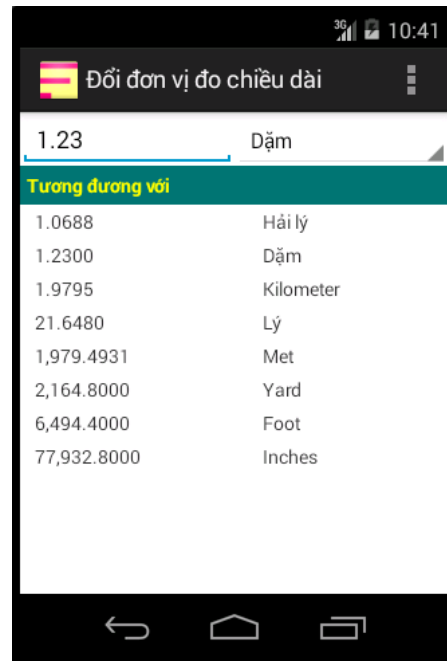 3G 10:41
Đổi đơn vị đo chiều dài
1.23 Dặm
Tương đương với
1.0688 Hải lý
1.2300 Dặm
1.9795 Kilometer
21.6480 Lý
1,979.4931 Met
2,164.8000 Yard
6,494.4000 Foot
77,932.8000 Inches